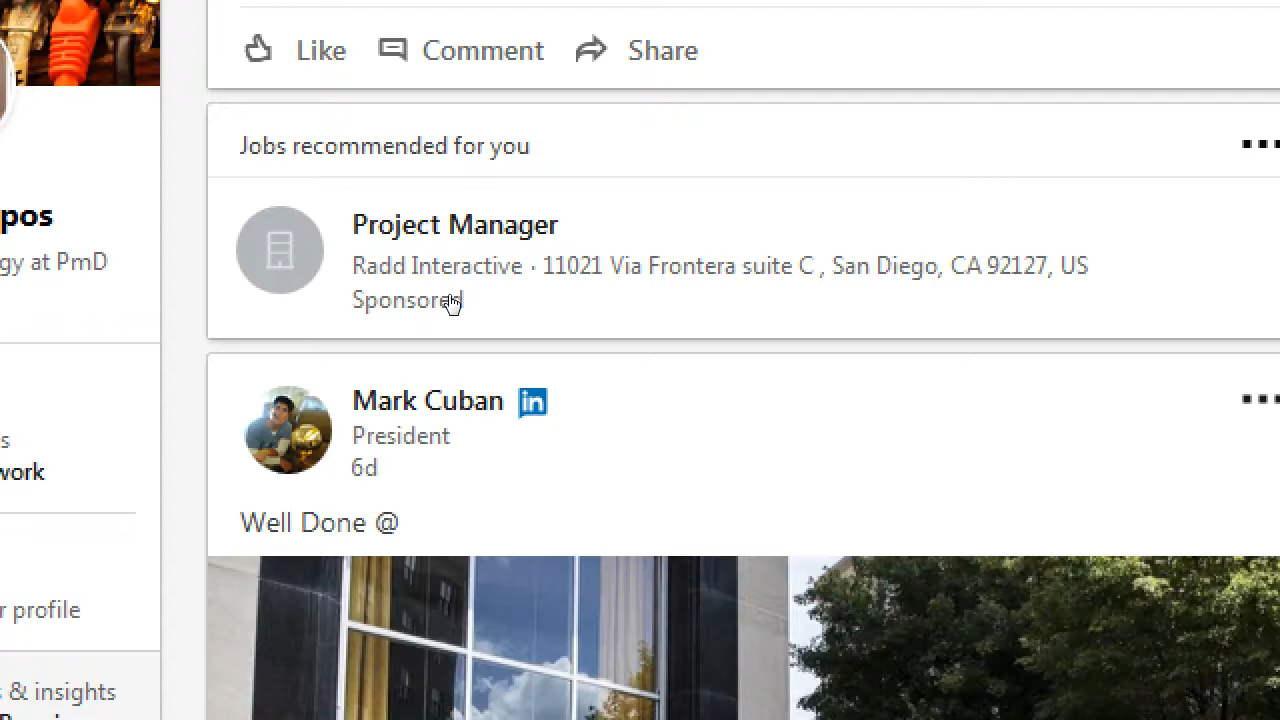 Like Comment Share
Jobs recommended for you
pos
gy at PmD
Project Manager
Radd Interactive · 11021 Via Frontera suite C , San Diego, CA 92127, US
Sponsored
Mark Cuban in
President
6d
s
work
Well Done @
r profile
s & insights